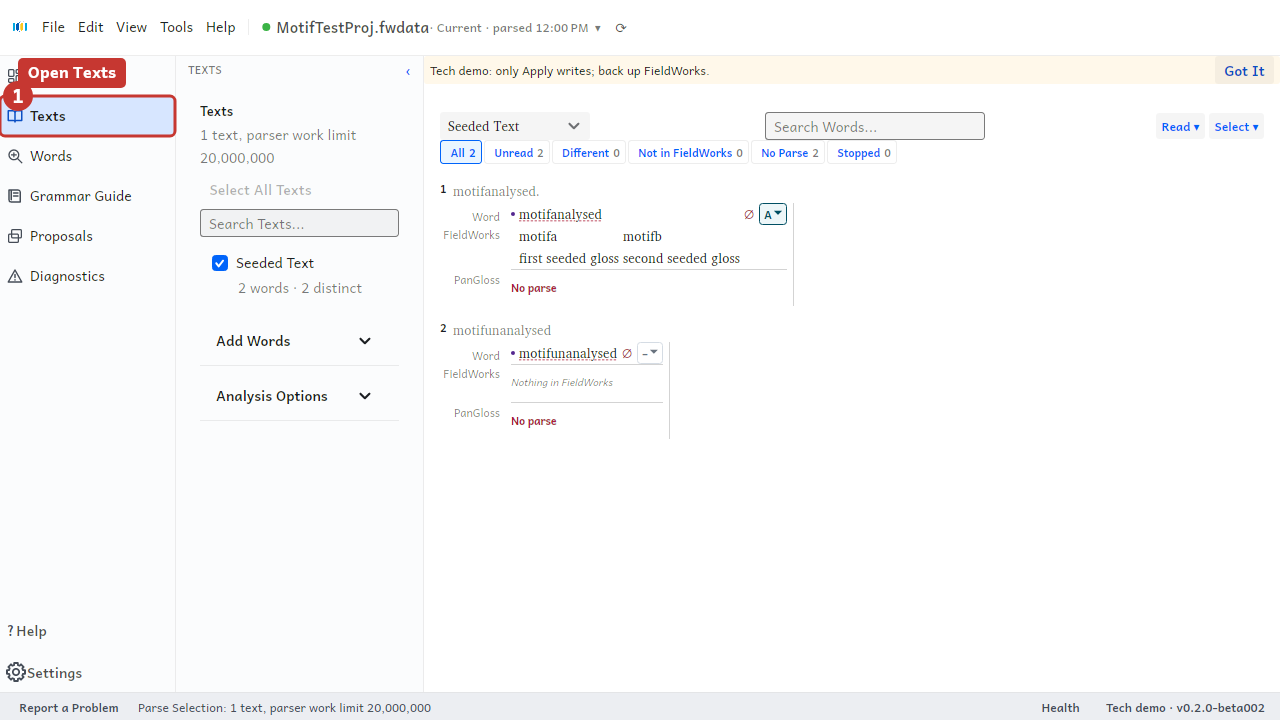 File Edit View Tools Help
MotifTestProj.fwdata · Current · parsed 12:00 PM ▾ ⟳
Open Texts
1
Texts
Words
Grammar Guide
Proposals
Diagnostics
? Help
Settings
TEXTS ‹
Texts
1 text, parser work limit
20,000,000
Select All Texts
Search Texts...
Seeded Text
2 words · 2 distinct
Add Words
Analysis Options
Tech demo: only Apply writes; back up FieldWorks. Got It
Seeded Text
Search Words...
Read ▾ Select ▾
All 2 Unread 2 Different 0 Not in FieldWorks 0 No Parse 2 Stopped 0
1 motifanalysed.
Word • motifanalysed ∅ A
FieldWorks motifa motifb
first seeded gloss second seeded gloss
PanGloss No parse
2 motifunanalysed
Word • motifunanalysed ∅ –
FieldWorks Nothing in FieldWorks
PanGloss No parse
Report a Problem Parse Selection: 1 text, parser work limit 20,000,000 Health Tech demo · v0.2.0-beta002